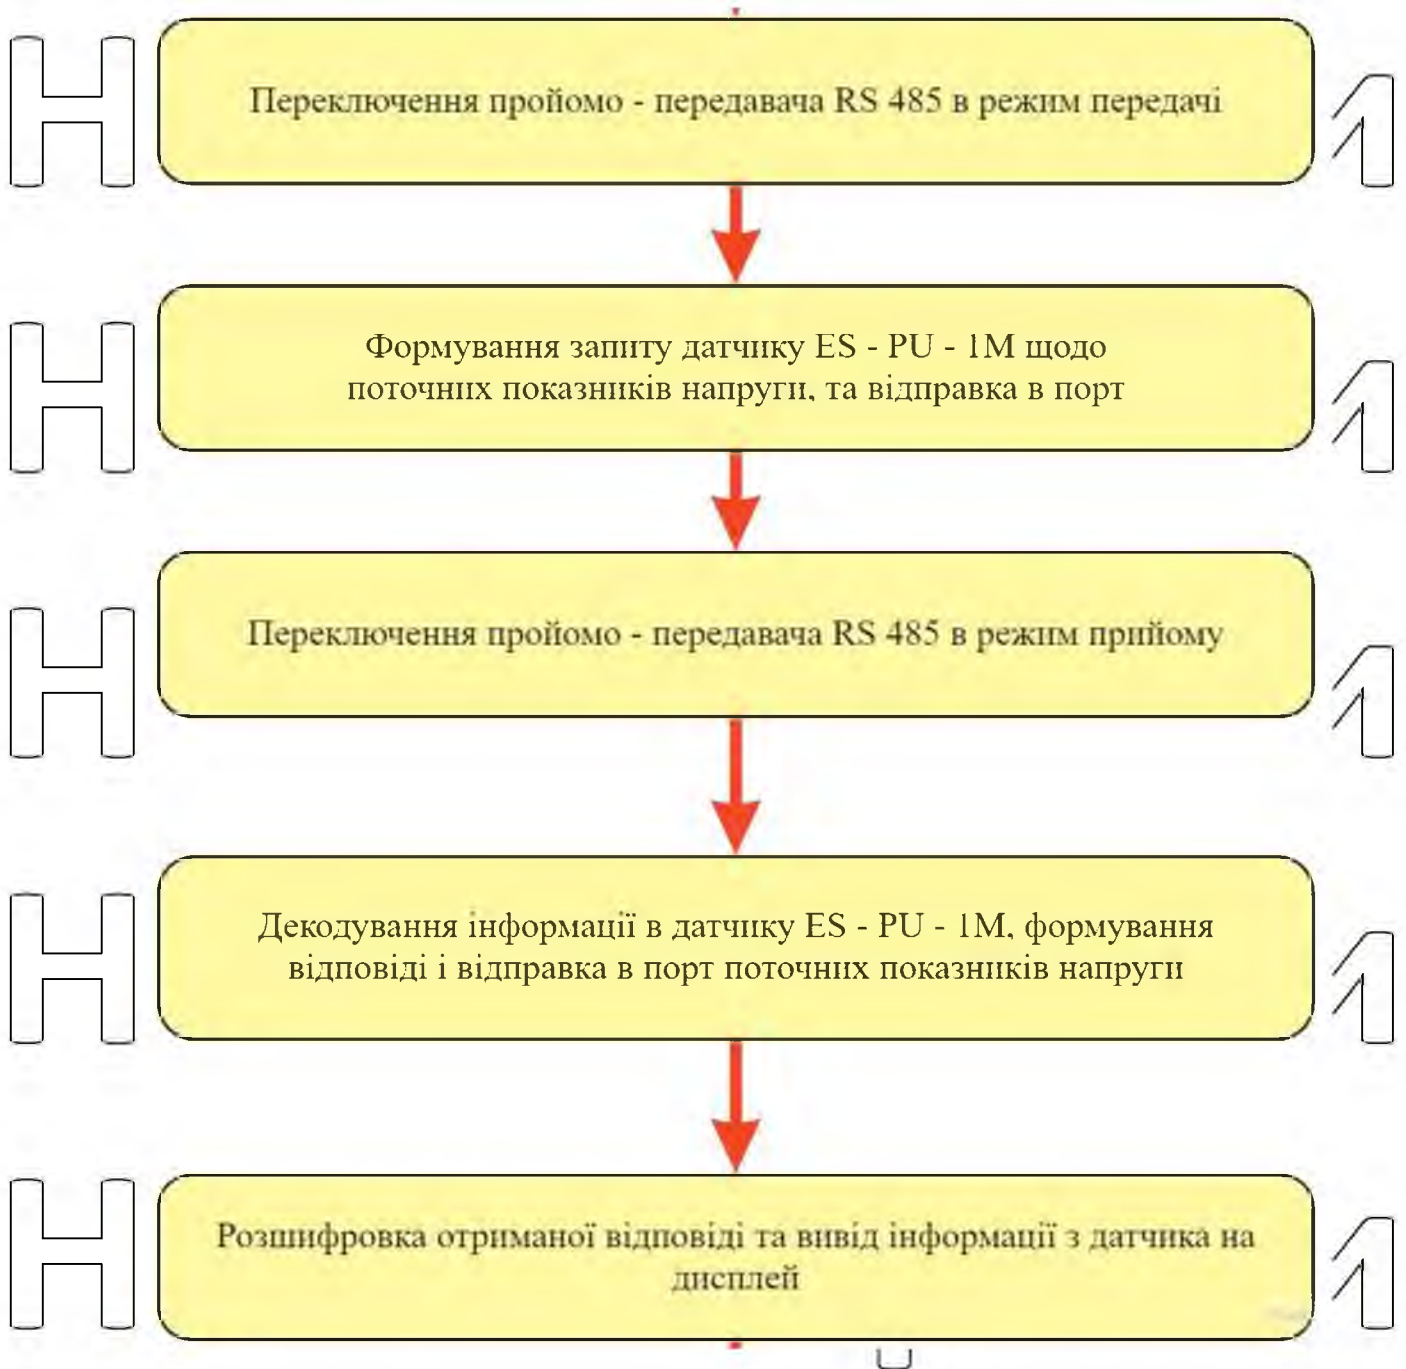 Переключення пройомо - передавача RS 485 в режим передачі
Формування запиту датчику ES - PU - 1M щодо
поточних показників напруги, та відправка в порт
Переключення пройомо - передавача RS 485 в режим прийому
Декодування інформації в датчику ES - PU - 1M, формування
відповіді і відправка в порт поточних показників напруги
Розшифровка отриманої відповіді та вивід інформації з датчика на
дисплей